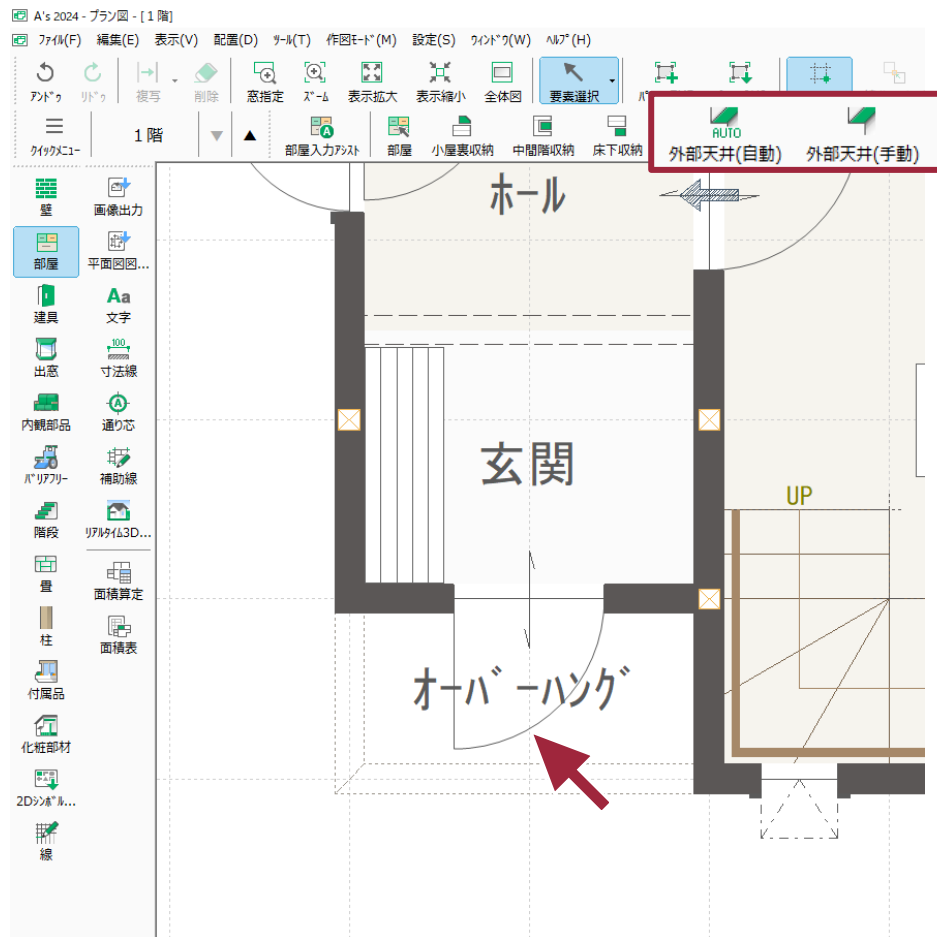 A's 2024 - プラン図 - [ 1 階]
ﾌｧｲﾙ(F) 編集(E) 表示(V) 配置(D) ﾂｰﾙ(T) 作図ﾓｰﾄﾞ(M) 設定(S) ｳｨﾝﾄﾞｳ(W) ﾍﾙﾌﾟ(H)
ｱﾝﾄﾞｩ ﾘﾄﾞｩ 複写 削除 窓指定 ｽﾞｰﾑ 表示拡大 表示縮小 全体図 要素選択
ｸｲｯｸﾒﾆｭｰ 1 階 部屋入力ｱｼｽﾄ 部屋 小屋裏収納 中間階収納 床下収納
AUTO
外部天井(自動) 外部天井(手動)
壁 画像出力
部屋 平面図図...
Aa
建具 文字
100
出窓 寸法線
内観部品 通り芯
ﾊﾞﾘｱﾌﾘｰ 補助線
階段 ﾘｱﾙﾀｲﾑ3D...
畳 面積算定
柱 面積表
付属品
化粧部材
2Dｼﾝﾎﾞﾙ...
線
ホール
玄関
UP
オーバーハング